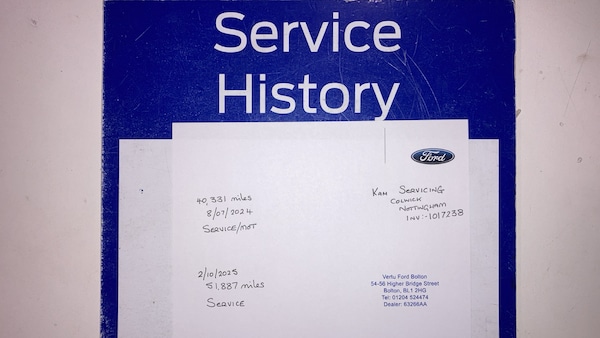 Service
History
Ford
40,331 miles
8/07/2024
SERVICE/MOT
KAM SERVICING
COLWICK
NOTTINGHAM
INV:-1017238
2/10/2025
51,887 miles
SERVICE
Vertu Ford Bolton
54-56 Higher Bridge Street
Bolton, BL1 2HG
Tel: 01204 524474
Dealer: 63266AA